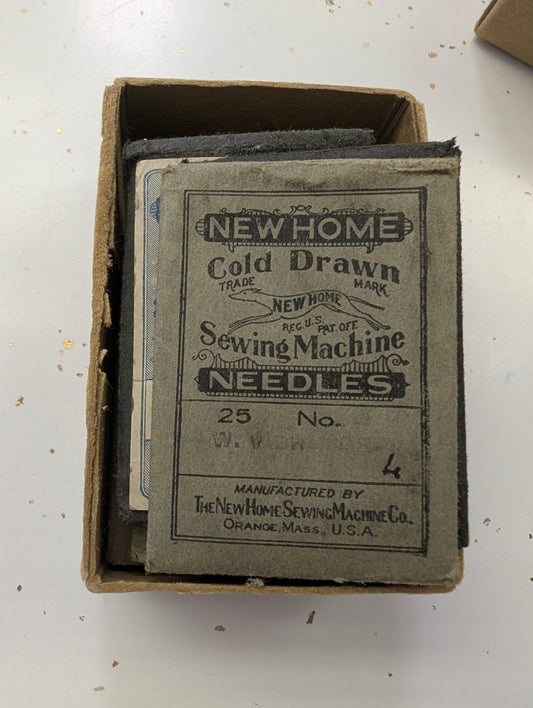 NEW HOME
Cold Drawn
TRADE MARK
NEW HOME
REG. U.S. PAT. OFF.
Sewing Machine
NEEDLES
25 No.
W.
4
MANUFACTURED BY
THE NEW HOME SEWING MACHINE CO.,
ORANGE, MASS., U.S.A.